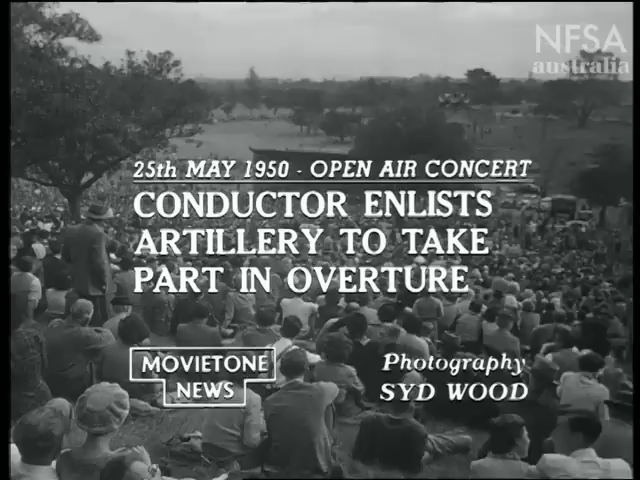 NFSA
australia
25th MAY 1950 - OPEN AIR CONCERT
CONDUCTOR ENLISTS
ARTILLERY TO TAKE
PART IN OVERTURE
MOVIETONE
NEWS
Photography
SYD WOOD